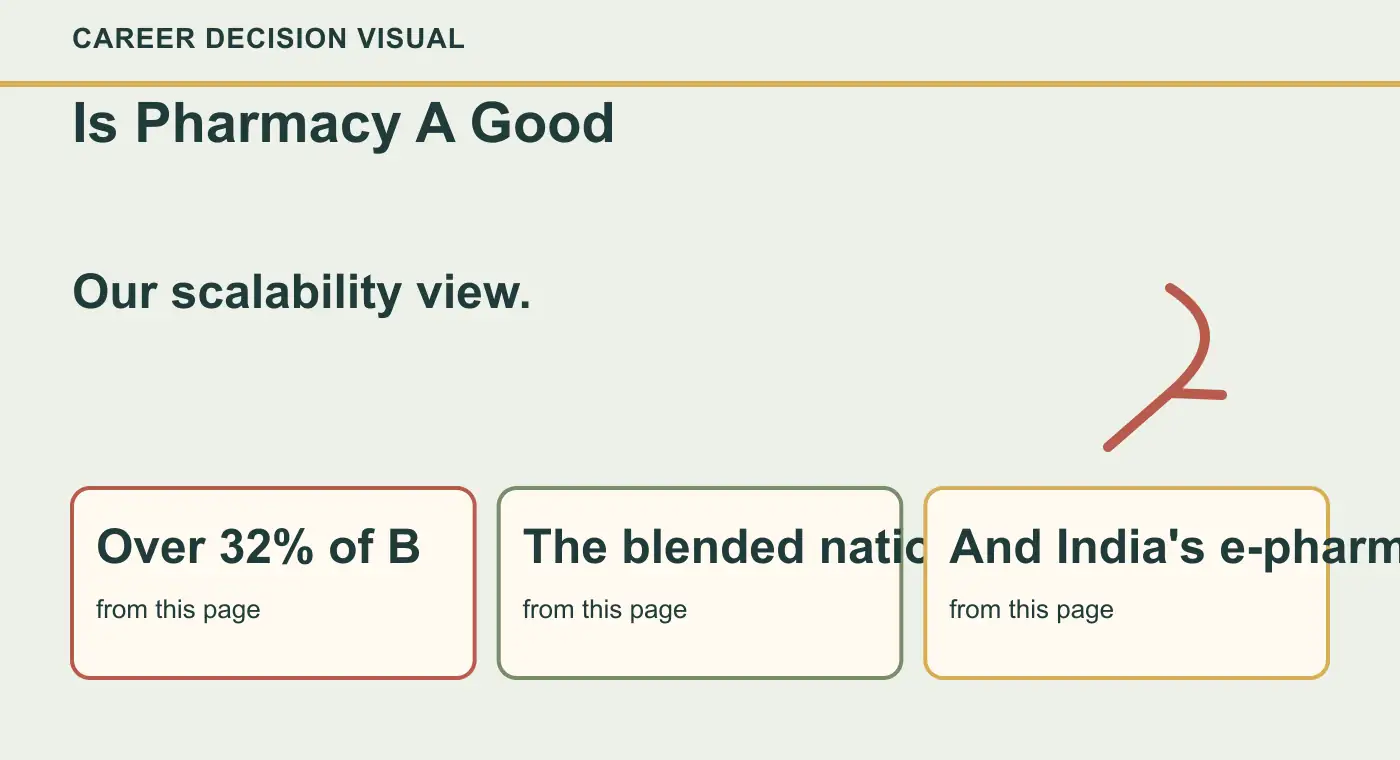 CAREER DECISION VISUAL
Is Pharmacy A Good
Our scalability view.
Over 32% of B
from this page
The blended natio
from this page
And India's e-pharm
from this page